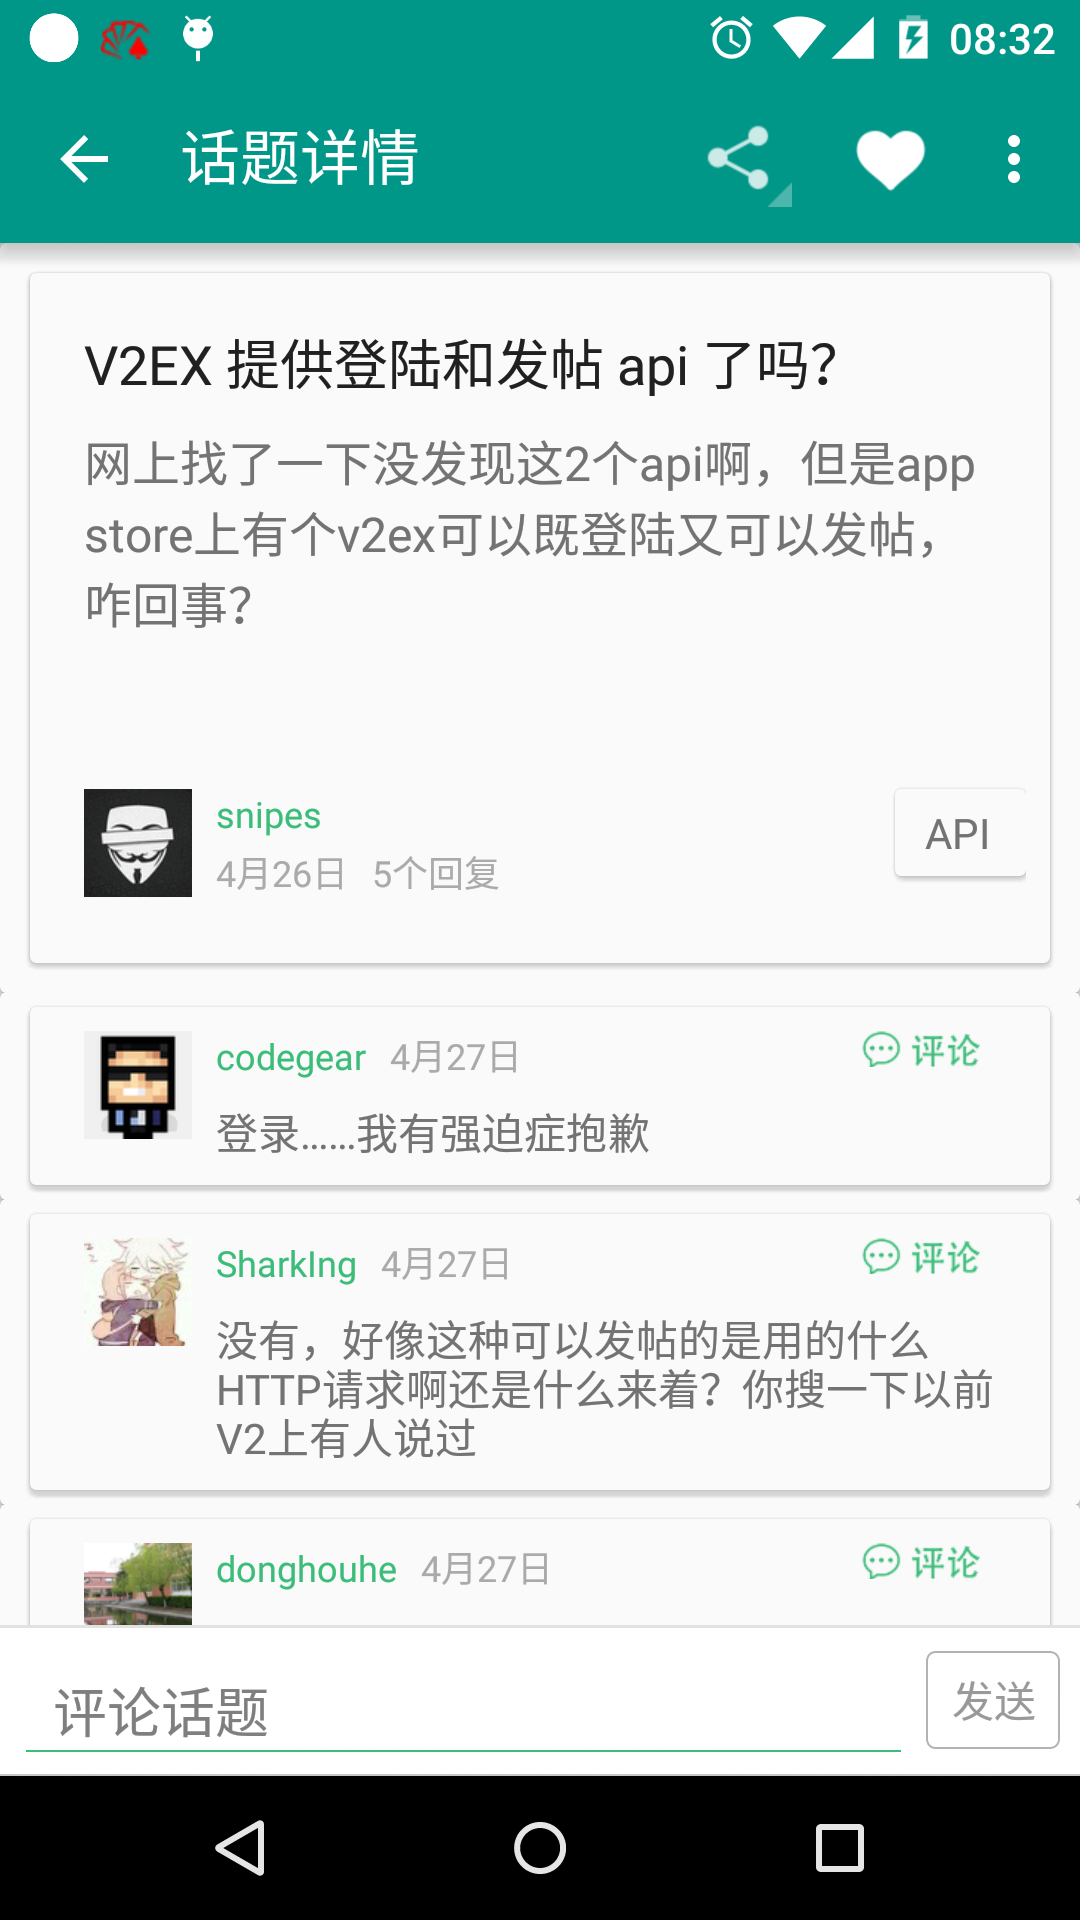 08:32
话题详情
V2EX 提供登陆和发帖 api 了吗？
网上找了一下没发现这2个api啊，但是app
store上有个v2ex可以既登陆又可以发帖，
咋回事？
snipes
4月26日 5个回复
API
codegear 4月27日
评论
登录……我有强迫症抱歉
SharkIng 4月27日
评论
没有，好像这种可以发帖的是用的什么
HTTP请求啊还是什么来着？你搜一下以前
V2上有人说过
donghouhe 4月27日
评论
评论话题
发送